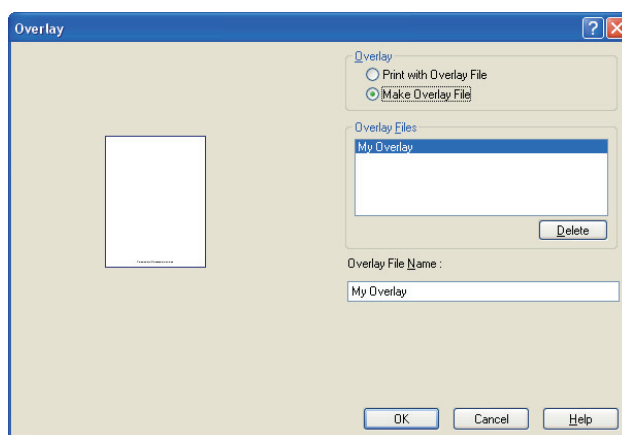 Overlay
Overlay
Print with Overlay File
Make Overlay File
Overlay Files
My Overlay
Delete
Overlay File Name :
My Overlay
OK Cancel Help